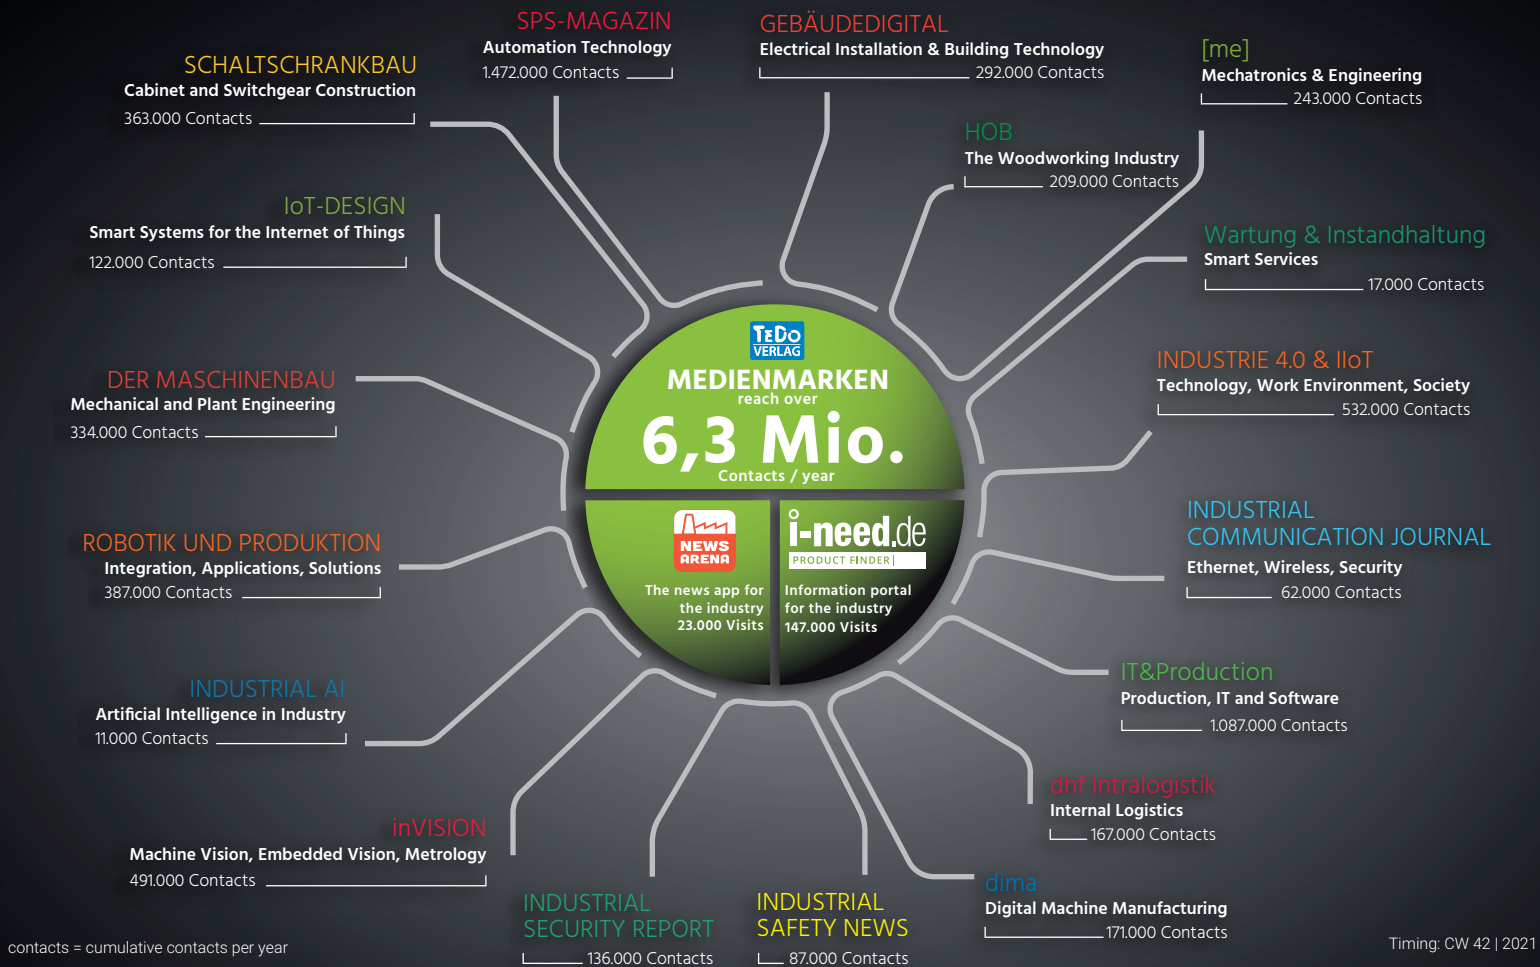 SPS-MAGAZIN
Automation Technology
1.472.000 Contacts
GEBÄUDEDIGITAL
Electrical Installation & Building Technology
292.000 Contacts
[me]
Mechatronics & Engineering
243.000 Contacts
SCHALTSCHRANKBAU
Cabinet and Switchgear Construction
363.000 Contacts
HOB
The Woodworking Industry
209.000 Contacts
IoT-DESIGN
Smart Systems for the Internet of Things
122.000 Contacts
Wartung & Instandhaltung
Smart Services
17.000 Contacts
DER MASCHINENBAU
Mechanical and Plant Engineering
334.000 Contacts
TeDo
VERLAG
MEDIENMARKEN
reach over
6,3 Mio.
Contacts / year
INDUSTRIE 4.0 & IIoT
Technology, Work Environment, Society
532.000 Contacts
ROBOTIK UND PRODUKTION
Integration, Applications, Solutions
387.000 Contacts
NEWS
ARENA
The news app for
the industry
23.000 Visits
i-need.de
PRODUCT FINDER
Information portal
for the industry
147.000 Visits
INDUSTRIAL
COMMUNICATION JOURNAL
Ethernet, Wireless, Security
62.000 Contacts
INDUSTRIAL AI
Artificial Intelligence in Industry
11.000 Contacts
IT&Production
Production, IT and Software
1.087.000 Contacts
dhf Intralogistik
Internal Logistics
167.000 Contacts
inVISION
Machine Vision, Embedded Vision, Metrology
491.000 Contacts
INDUSTRIAL
SECURITY REPORT
136.000 Contacts
INDUSTRIAL
SAFETY NEWS
87.000 Contacts
dima
Digital Machine Manufacturing
171.000 Contacts
contacts = cumulative contacts per year
Timing: CW 42 | 2021